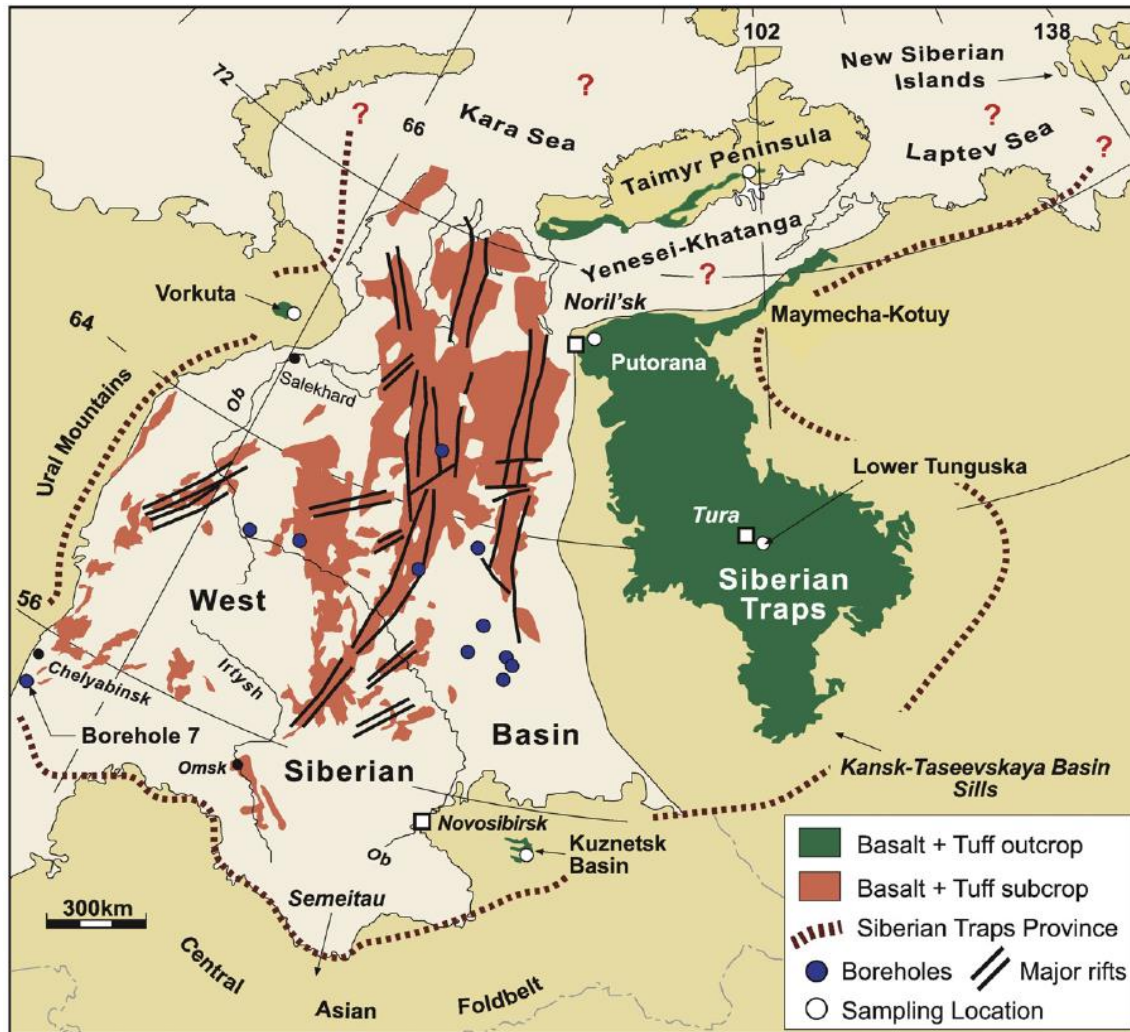 102
138
New Siberian
Islands
72
?
?
66
Kara Sea
?
?
Laptev Sea
Taimyr Peninsula
Yenesei-Khatanga
?
Vorkuta
Noril'sk
Maymecha-Kotuy
64
Putorana
Ob
Salekhard
Ural Mountains
Lower Tunguska
Tura
Siberian
Traps
56
West
Chelyabinsk
Irtysh
Borehole 7
Basin
Omsk
Siberian
Kansk-Taseevskaya Basin
Sills
Novosibirsk
Ob
Kuznetsk
Basin
Semeitau
300km
Central
Asian
Foldbelt
Basalt + Tuff outcrop
Basalt + Tuff subcrop
Siberian Traps Province
Boreholes
Major rifts
Sampling Location